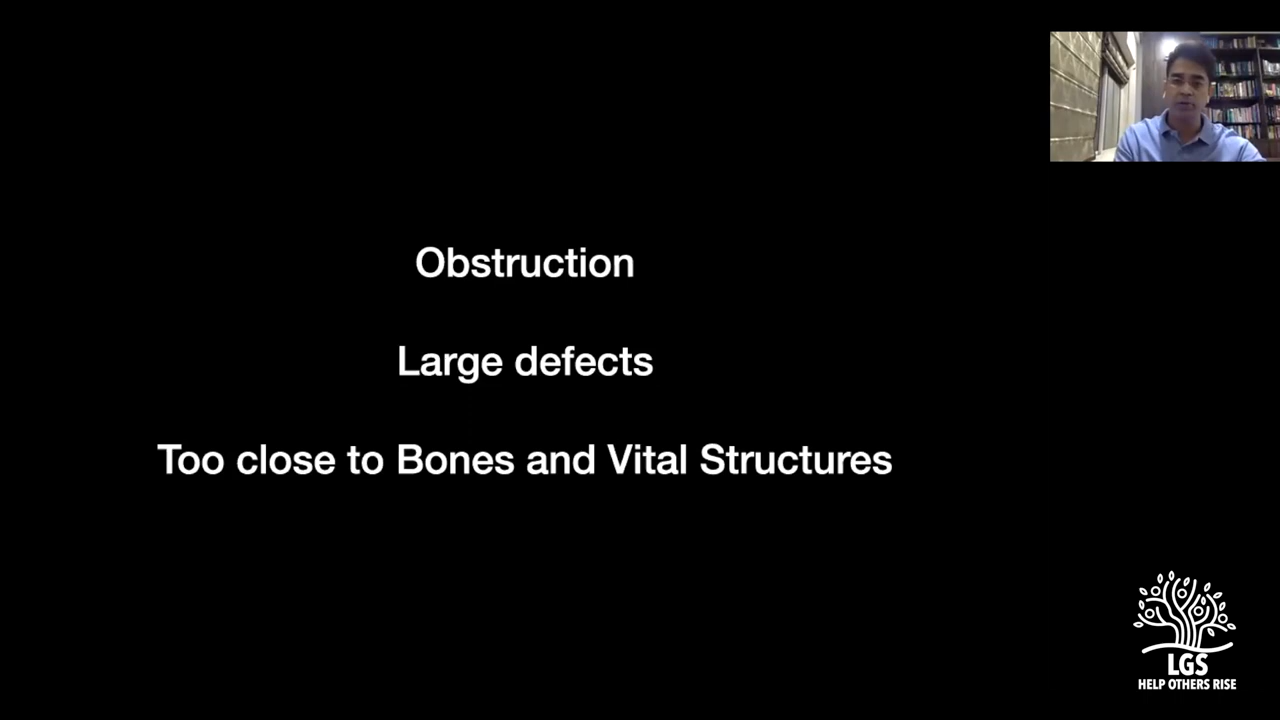 Obstruction
Large defects
Too close to Bones and Vital Structures
LGS
HELP OTHERS RISE